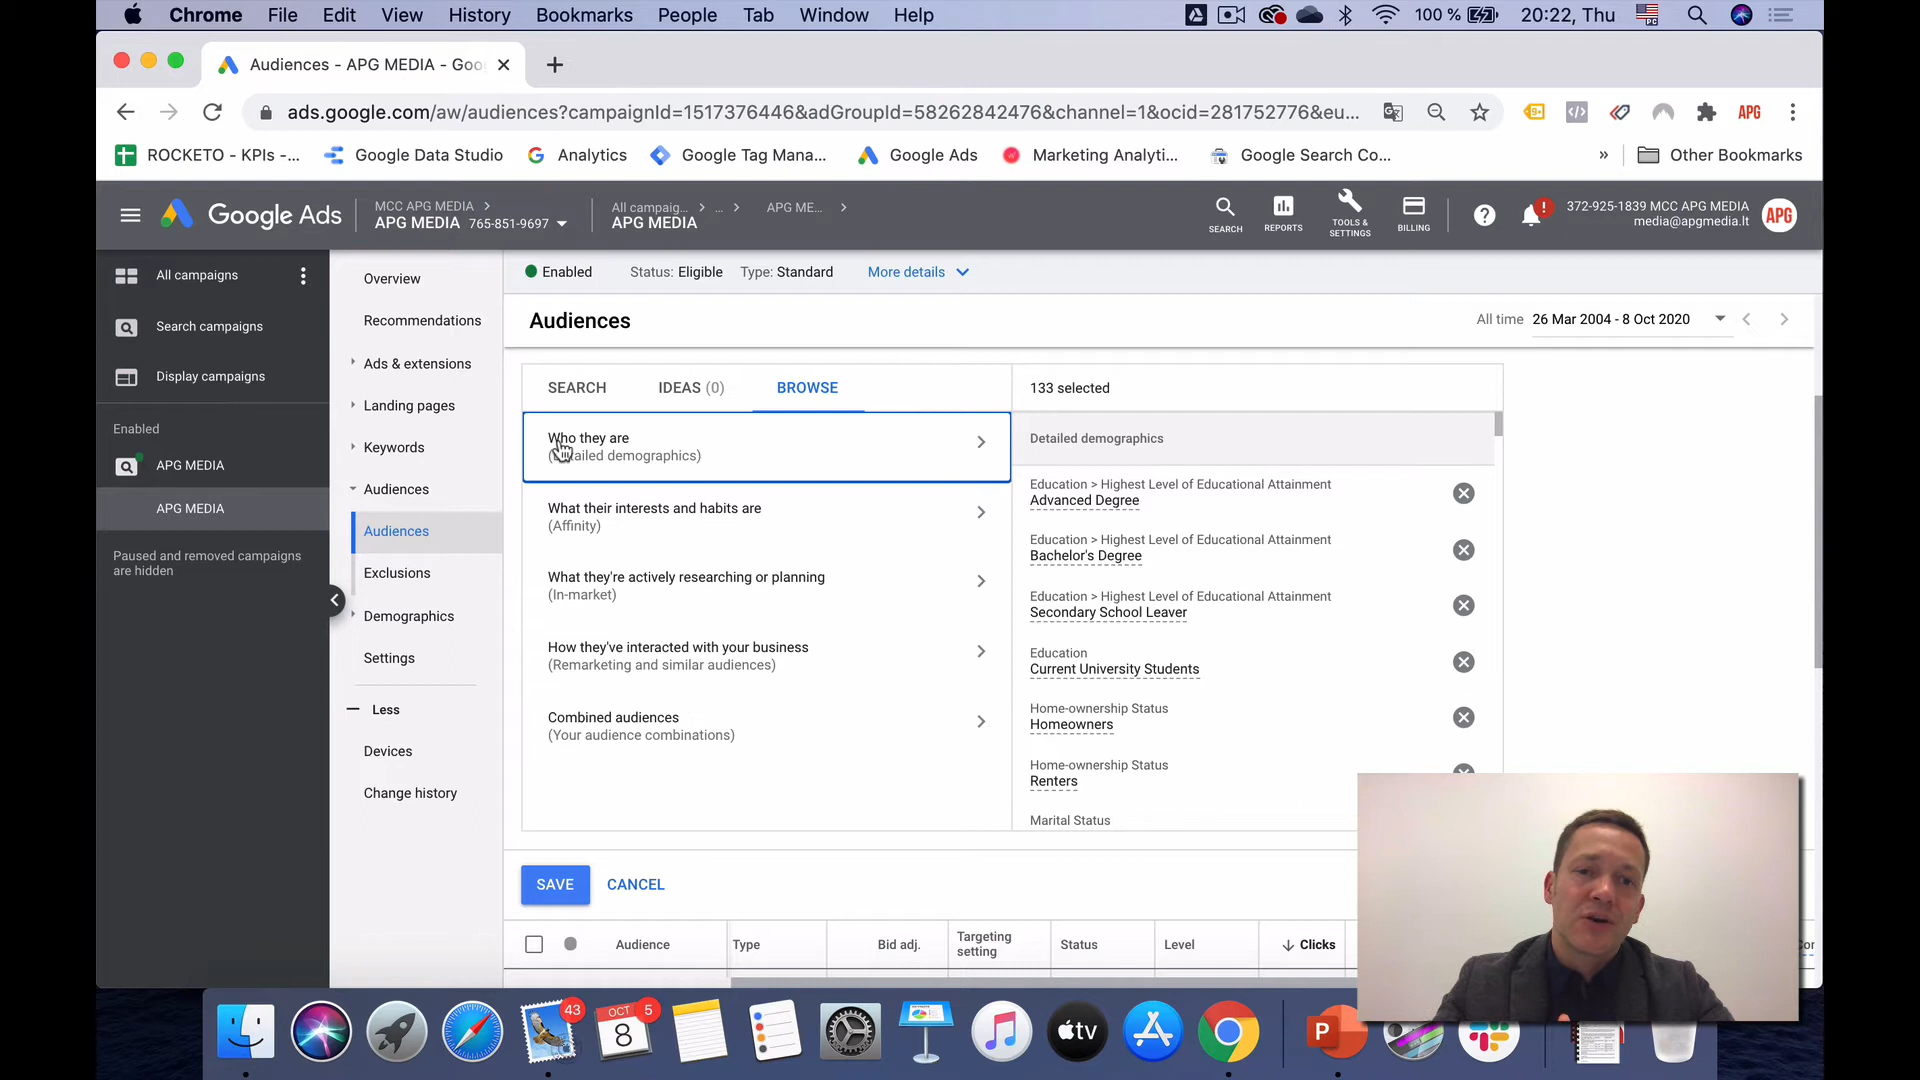 Chrome File Edit View History Bookmarks People Tab Window Help 100 % 20:22, Thu
Audiences - APG MEDIA - Goo
ads.google.com/aw/audiences?campaignId=1517376446&adGroupId=58262842476&channel=1&ocid=281752776&eu...
APG
ROCKETO - KPIs -... Google Data Studio Analytics Google Tag Mana... Google Ads Marketing Analyti... Google Search Co... » Other Bookmarks
Google Ads
MCC APG MEDIA
APG MEDIA 765-851-9697
All campaig... ... APG ME...
APG MEDIA
SEARCH
REPORTS
TOOLS &
SETTINGS
BILLING
372-925-1839 MCC APG MEDIA
media@apgmedia.lt
APG
All campaigns
Search campaigns
Display campaigns
Enabled
APG MEDIA
APG MEDIA
Paused and removed campaigns
are hidden
Overview
Recommendations
Ads & extensions
Landing pages
Keywords
Audiences
Audiences
Exclusions
Demographics
Settings
Less
Devices
Change history
Enabled Status: Eligible Type: Standard More details
Audiences
All time 26 Mar 2004 - 8 Oct 2020
SEARCH IDEAS (0) BROWSE
Who they are
(Detailed demographics)
What their interests and habits are
(Affinity)
What they're actively researching or planning
(In-market)
How they've interacted with your business
(Remarketing and similar audiences)
Combined audiences
(Your audience combinations)
133 selected
Detailed demographics
Education > Highest Level of Educational Attainment
Advanced Degree
Education > Highest Level of Educational Attainment
Bachelor's Degree
Education > Highest Level of Educational Attainment
Secondary School Leaver
Education
Current University Students
Home-ownership Status
Homeowners
Home-ownership Status
Renters
Marital Status
SAVE CANCEL
Audience Type Bid adj. Targeting setting Status Level Clicks
43
OCT
8
5
tv
P